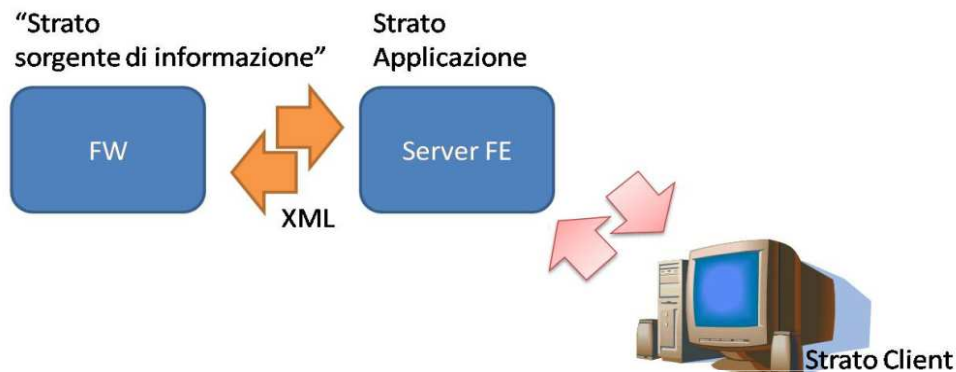 “Strato
sorgente di informazione”
Strato
Applicazione
FW
Server FE
XML
Strato Client